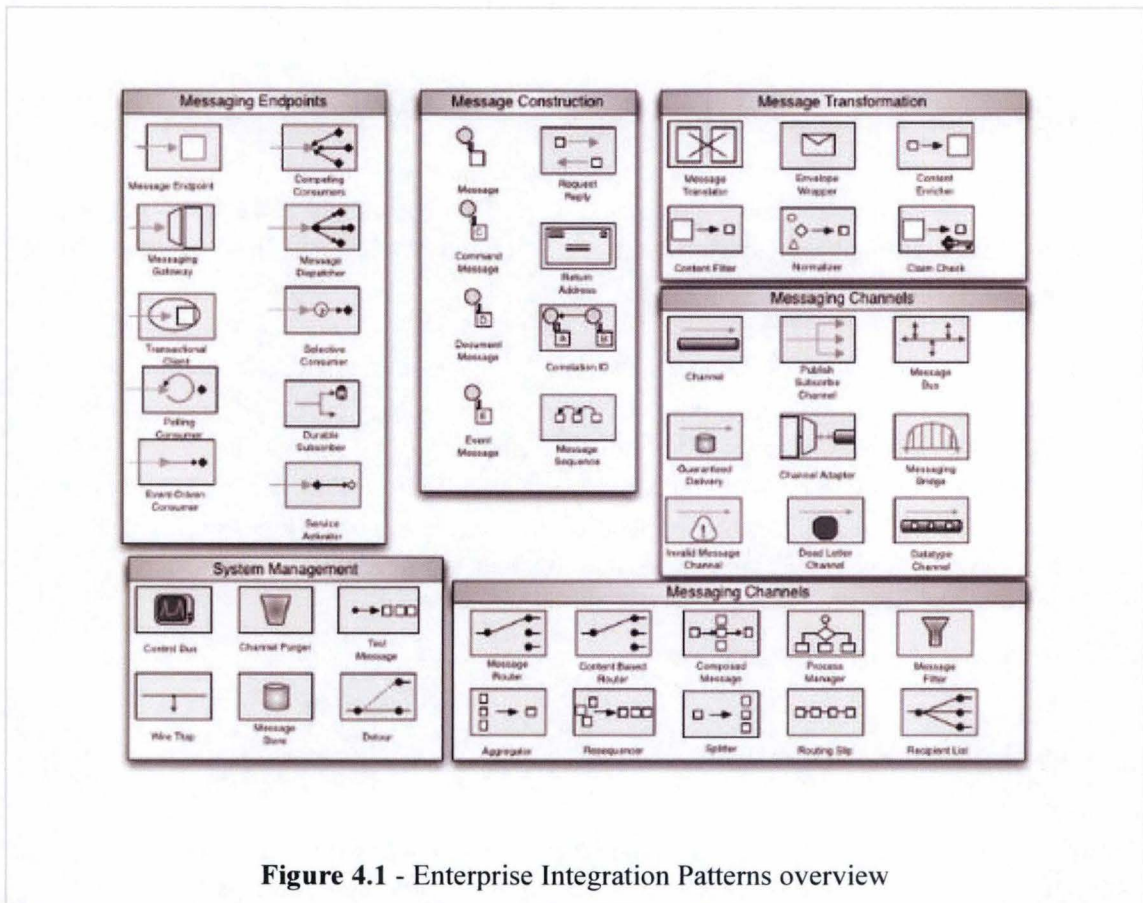 Messaging Endpoints
Message Endpoint
Competing
Consumers
Messaging
Gateway
Message
Dispatcher
Transactional
Client
Selective
Consumer
Polling
Consumer
Durable
Subscriber
Event-Driven
Consumer
Service
Activator
Message Construction
Message
Request
Reply
C
Command
Message
Return
Address
D
Document
Message
A
B
Correlation ID
E
Event
Message
Message
Sequence
Message Transformation
Message
Translator
Envelope
Wrapper
Content
Enricher
Content Filter
Normalizer
Claim Check
Messaging Channels
Channel
Publish
Subscribe
Channel
Message
Bus
Guaranteed
Delivery
Channel Adapter
Messaging
Bridge
Invalid Message
Channel
Dead Letter
Channel
Datatype
Channel
System Management
Control Bus
Channel Purger
Test
Message
Wire Tap
Message
Store
Detour
Messaging Channels
Message
Router
Content Based
Router
Composed
Message
Process
Manager
Message
Filter
Aggregator
Resequencer
Splitter
Routing Slip
Recipient List
Figure 4.1 - Enterprise Integration Patterns overview